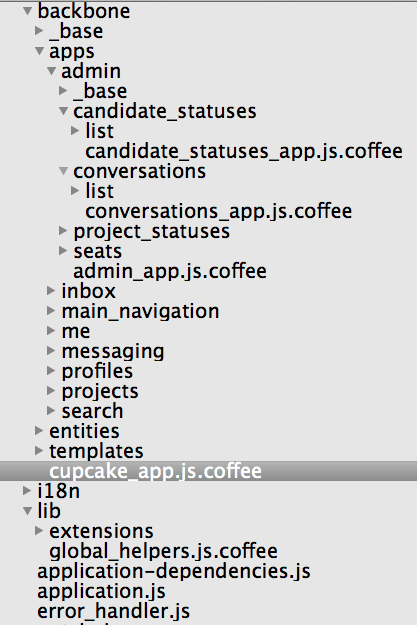 backbone
_base
apps
admin
_base
candidate_statuses
list
candidate_statuses_app.js.coffee
conversations
list
conversations_app.js.coffee
project_statuses
seats
admin_app.js.coffee
inbox
main_navigation
me
messaging
profiles
projects
search
entities
templates
cupcake_app.js.coffee
i18n
lib
extensions
global_helpers.js.coffee
application-dependencies.js
application.js
error_handler.js